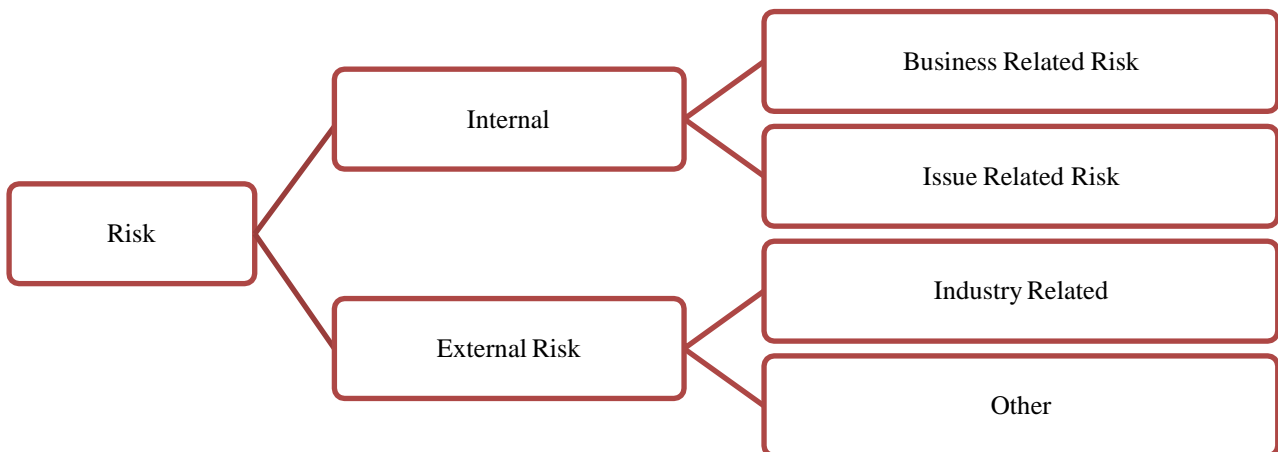 Risk
Internal
Business Related Risk
Issue Related Risk
External Risk
Industry Related
Other